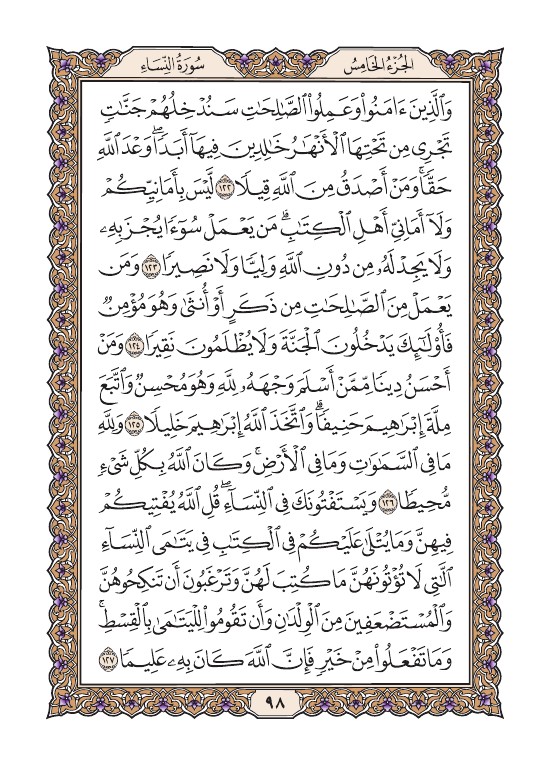 الجُزْءُ الخَامِسُ
سُورَةُ النِّسَاءِ
وَٱلَّذِينَ ءَامَنُوا۟ وَعَمِلُوا۟ ٱلصَّـٰلِحَـٰتِ سَنُدْخِلُهُمْ جَنَّـٰتٍ
تَجْرِى مِن تَحْتِهَا ٱلْأَنْهَـٰرُ خَـٰلِدِينَ فِيهَآ أَبَدًا ۖ وَعْدَ ٱللَّهِ
حَقًّا ۚ وَمَنْ أَصْدَقُ مِنَ ٱللَّهِ قِيلًا ١٢٢ لَّيْسَ بِأَمَانِيِّكُمْ
وَلَآ أَمَانِىِّ أَهْلِ ٱلْكِتَـٰبِ ۗ مَن يَعْمَلْ سُوٓءًا يُجْزَ بِهِۦ
وَلَا يَجِدْ لَهُۥ مِن دُونِ ٱللَّهِ وَلِيًّا وَلَا نَصِيرًا ١٢٣ وَمَن
يَعْمَلْ مِنَ ٱلصَّـٰلِحَـٰتِ مِن ذَكَرٍ أَوْ أُنثَىٰ وَهُوَ مُؤْمِنٌ
فَأُو۟لَـٰٓئِكَ يَدْخُلُونَ ٱلْجَنَّةَ وَلَا يُظْلَمُونَ نَقِيرًا ١٢٤ وَمَنْ
أَحْسَنُ دِينًا مِّمَّنْ أَسْلَمَ وَجْهَهُۥ لِلَّهِ وَهُوَ مُحْسِنٌ وَٱتَّبَعَ
مِلَّةَ إِبْرَٰهِيمَ حَنِيفًا ۗ وَٱتَّخَذَ ٱللَّهُ إِبْرَٰهِيمَ خَلِيلًا ١٢٥ وَلِلَّهِ
مَا فِى ٱلسَّمَـٰوَٰتِ وَمَا فِى ٱلْأَرْضِ ۚ وَكَانَ ٱللَّهُ بِكُلِّ شَىْءٍ
مُّحِيطًا ١٢٦ وَيَسْتَفْتُونَكَ فِى ٱلنِّسَآءِ ۖ قُلِ ٱللَّهُ يُفْتِيكُمْ
فِيهِنَّ وَمَا يُتْلَىٰ عَلَيْكُمْ فِى ٱلْكِتَـٰبِ فِى يَتَـٰمَى ٱلنِّسَآءِ
ٱلَّـٰتِى لَا تُؤْتُونَهُنَّ مَا كُتِبَ لَهُنَّ وَتَرْغَبُونَ أَن تَنكِحُوهُنَّ
وَٱلْمُسْتَضْعَفِينَ مِنَ ٱلْوِلْدَٰنِ وَأَن تَقُومُوا۟ لِلْيَتَـٰمَىٰ بِٱلْقِسْطِ ۚ
وَمَا تَفْعَلُوا۟ مِنْ خَيْرٍ فَإِنَّ ٱللَّهَ كَانَ بِهِۦ عَلِيمًا ١٢٧
٩٨